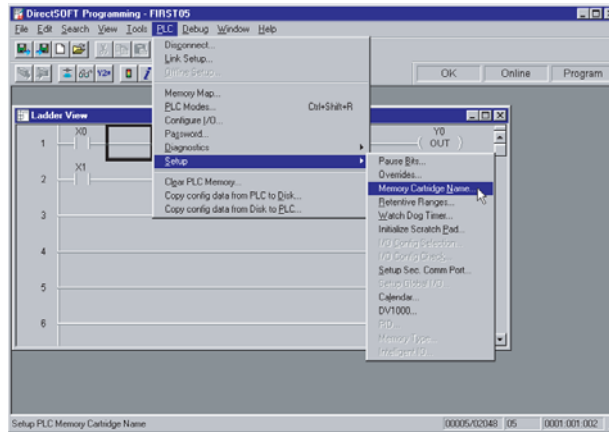 DirectSOFT Programming - FIRST05
File Edit Search View Tools PLC Debug Window Help
OK Online Program
Disconnect...
Link Setup...
Offline Setup...
Memory Map...
PLC Modes... Ctrl+Shift+R
Configure I/O...
Password...
Diagnostics
Setup
Clear PLC Memory...
Copy config data from PLC to Disk...
Copy config data from Disk to PLC...
Pause Bits...
Overrides...
Memory Cartridge Name...
Retentive Ranges...
Watch Dog Timer...
Initialize Scratch Pad...
I/O Config Selection...
I/O Config Check...
Setup Sec. Comm Port...
Setup Global I/O...
Calendar...
DV1000...
PID...
Memory Type...
Intelligent IO...
Ladder View
X0 Y0
1 OUT
X1
2
3
4
5
6
Setup PLC Memory Cartridge Name 00005/02048 05 0001:001:002